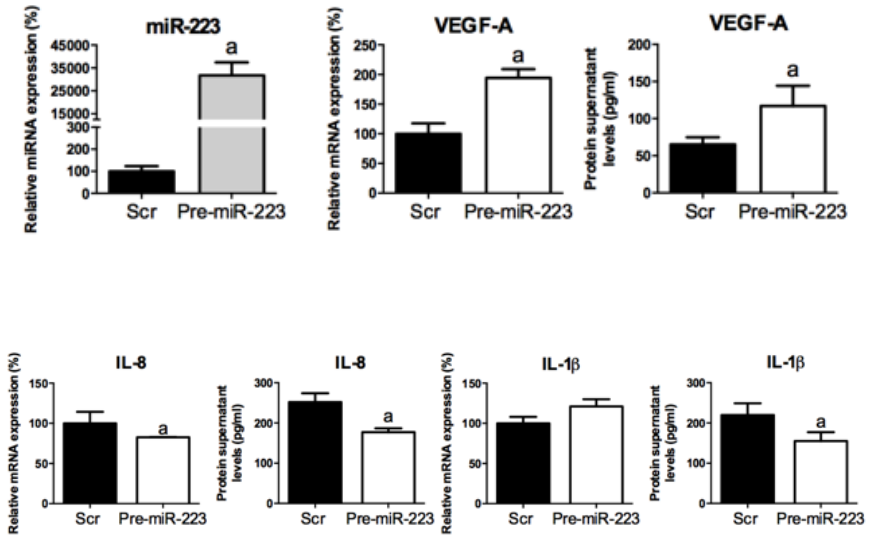 miR-223
Relative miRNA expression (%)
45000
35000
25000
15000
300
200
100
0
a
Scr Pre-miR-223
VEGF-A
Relative mRNA expression (%)
250
200
150
100
50
0
a
Scr Pre-miR-223
VEGF-A
Protein supernatant
levels (pg/ml)
200
150
100
50
0
a
Scr Pre-miR-223
IL-8
Relative mRNA expression (%)
150
100
50
0
a
Scr Pre-miR-223
IL-8
Protein supernatant
levels (pg/ml)
300
200
100
0
a
Scr Pre-miR-223
IL-1β
Relative mRNA expression (%)
150
100
50
0
Scr Pre-miR-223
IL-1β
Protein supernatant
levels (pg/ml)
300
200
100
0
a
Scr Pre-miR-223